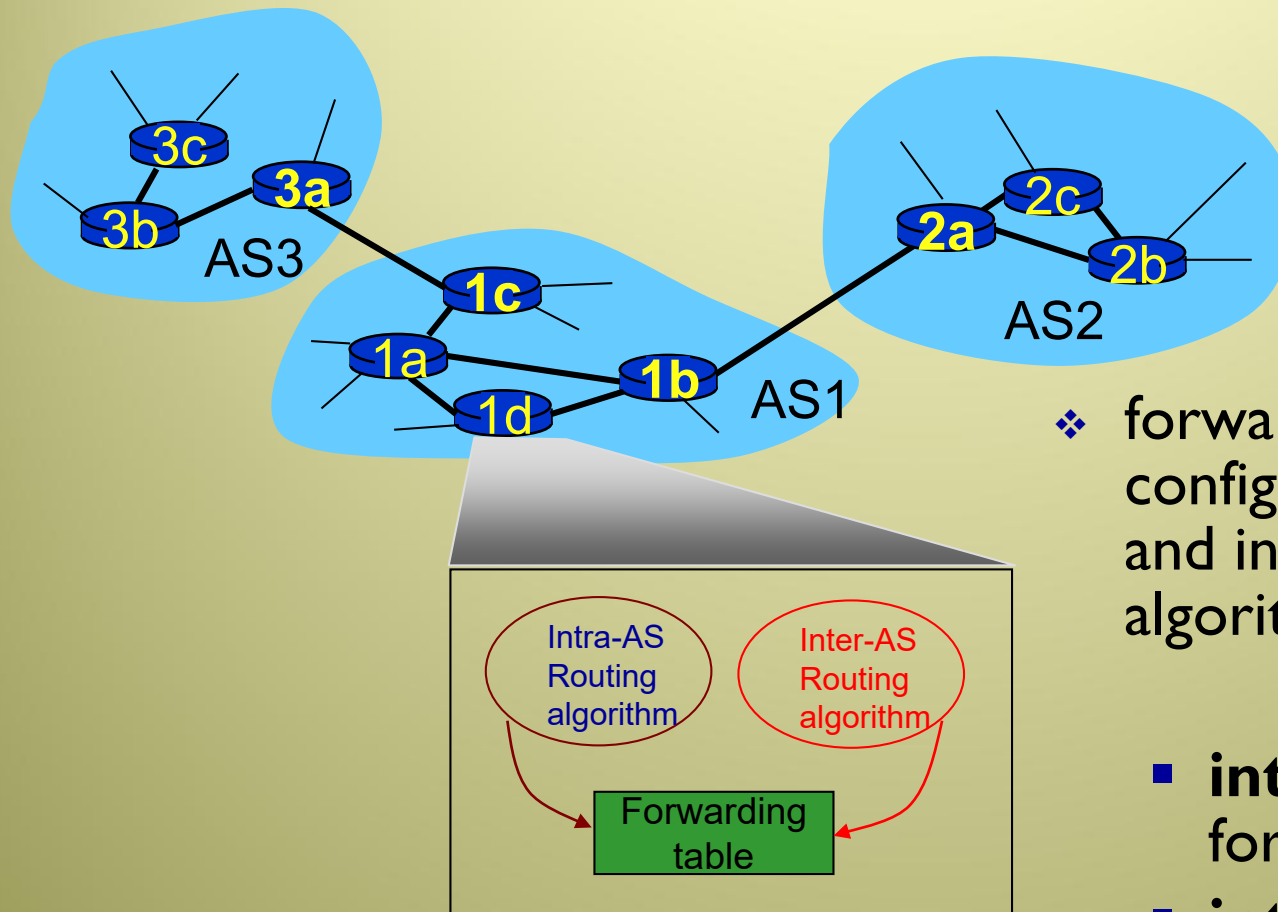 3c
3a
3b
AS3
2c
2a
2b
AS2
1c
1a
1b
1d
AS1
Intra-AS
Routing
algorithm
Inter-AS
Routing
algorithm
Forwarding
table
forwa
config
and in
algorit
int
for